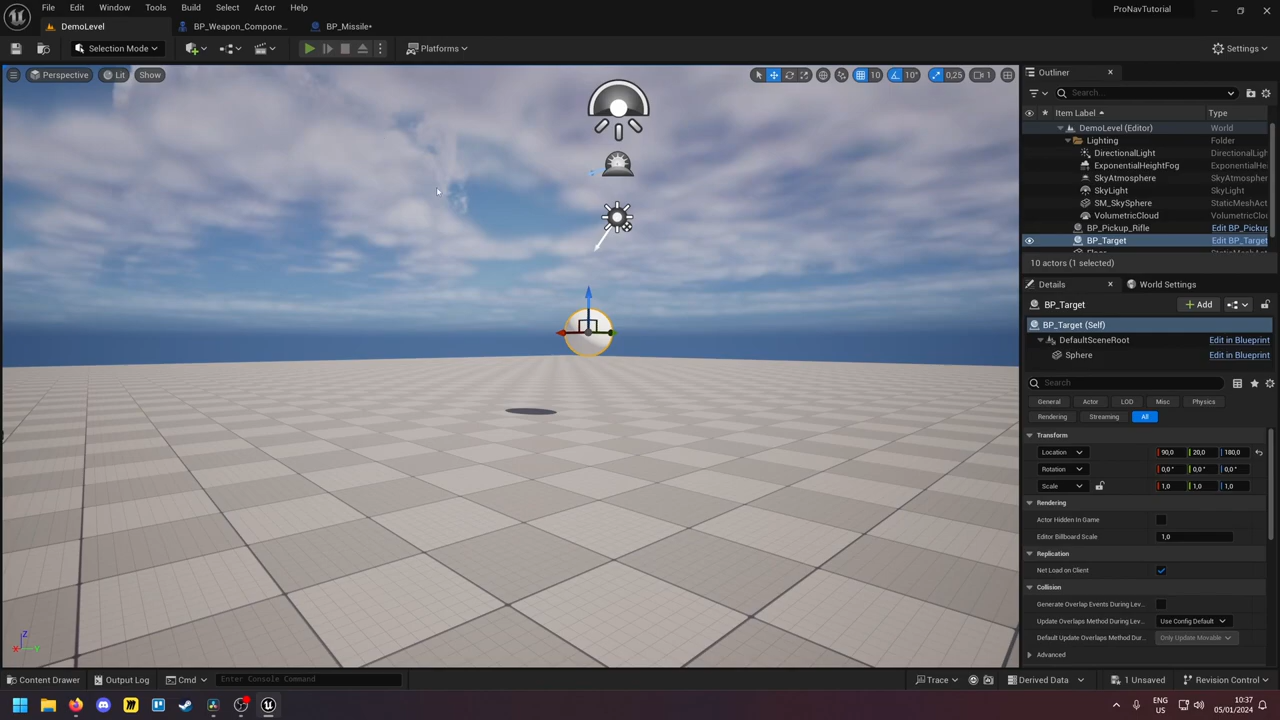 File Edit Window Tools Build Select Actor Help
ProNavTutorial
DemoLevel BP_Weapon_Compone... BP_Missile*
Selection Mode Platforms Settings
Perspective Lit Show 10 10° 0,25 1
Outliner
Search...
Item Label Type
DemoLevel (Editor) World
Lighting Folder
DirectionalLight DirectionalLi
ExponentialHeightFog ExponentialHe
SkyAtmosphere SkyAtmosphere
SkyLight SkyLight
SM_SkySphere StaticMeshAct
VolumetricCloud VolumetricClou
BP_Pickup_Rifle Edit BP_Pickup
BP_Target Edit BP_Target
10 actors (1 selected)
Details World Settings
BP_Target Add
BP_Target (Self)
DefaultSceneRoot Edit in Blueprint
Sphere Edit in Blueprint
Search
General Actor LOD Misc Physics
Rendering Streaming All
Transform
Location 90,0 20,0 180,0
Rotation 0,0 ° 0,0 ° 0,0 °
Scale 1,0 1,0 1,0
Rendering
Actor Hidden In Game
Editor Billboard Scale 1,0
Replication
Net Load on Client
Collision
Generate Overlap Events During Lev...
Update Overlaps Method During Lev... Use Config Default
Default Update Overlaps Method Dur... Only Update Movable
Advanced
Z
X Y
Content Drawer Output Log Cmd Enter Console Command Trace Derived Data 1 Unsaved Revision Control
ENG
US
10:37
05/01/2024